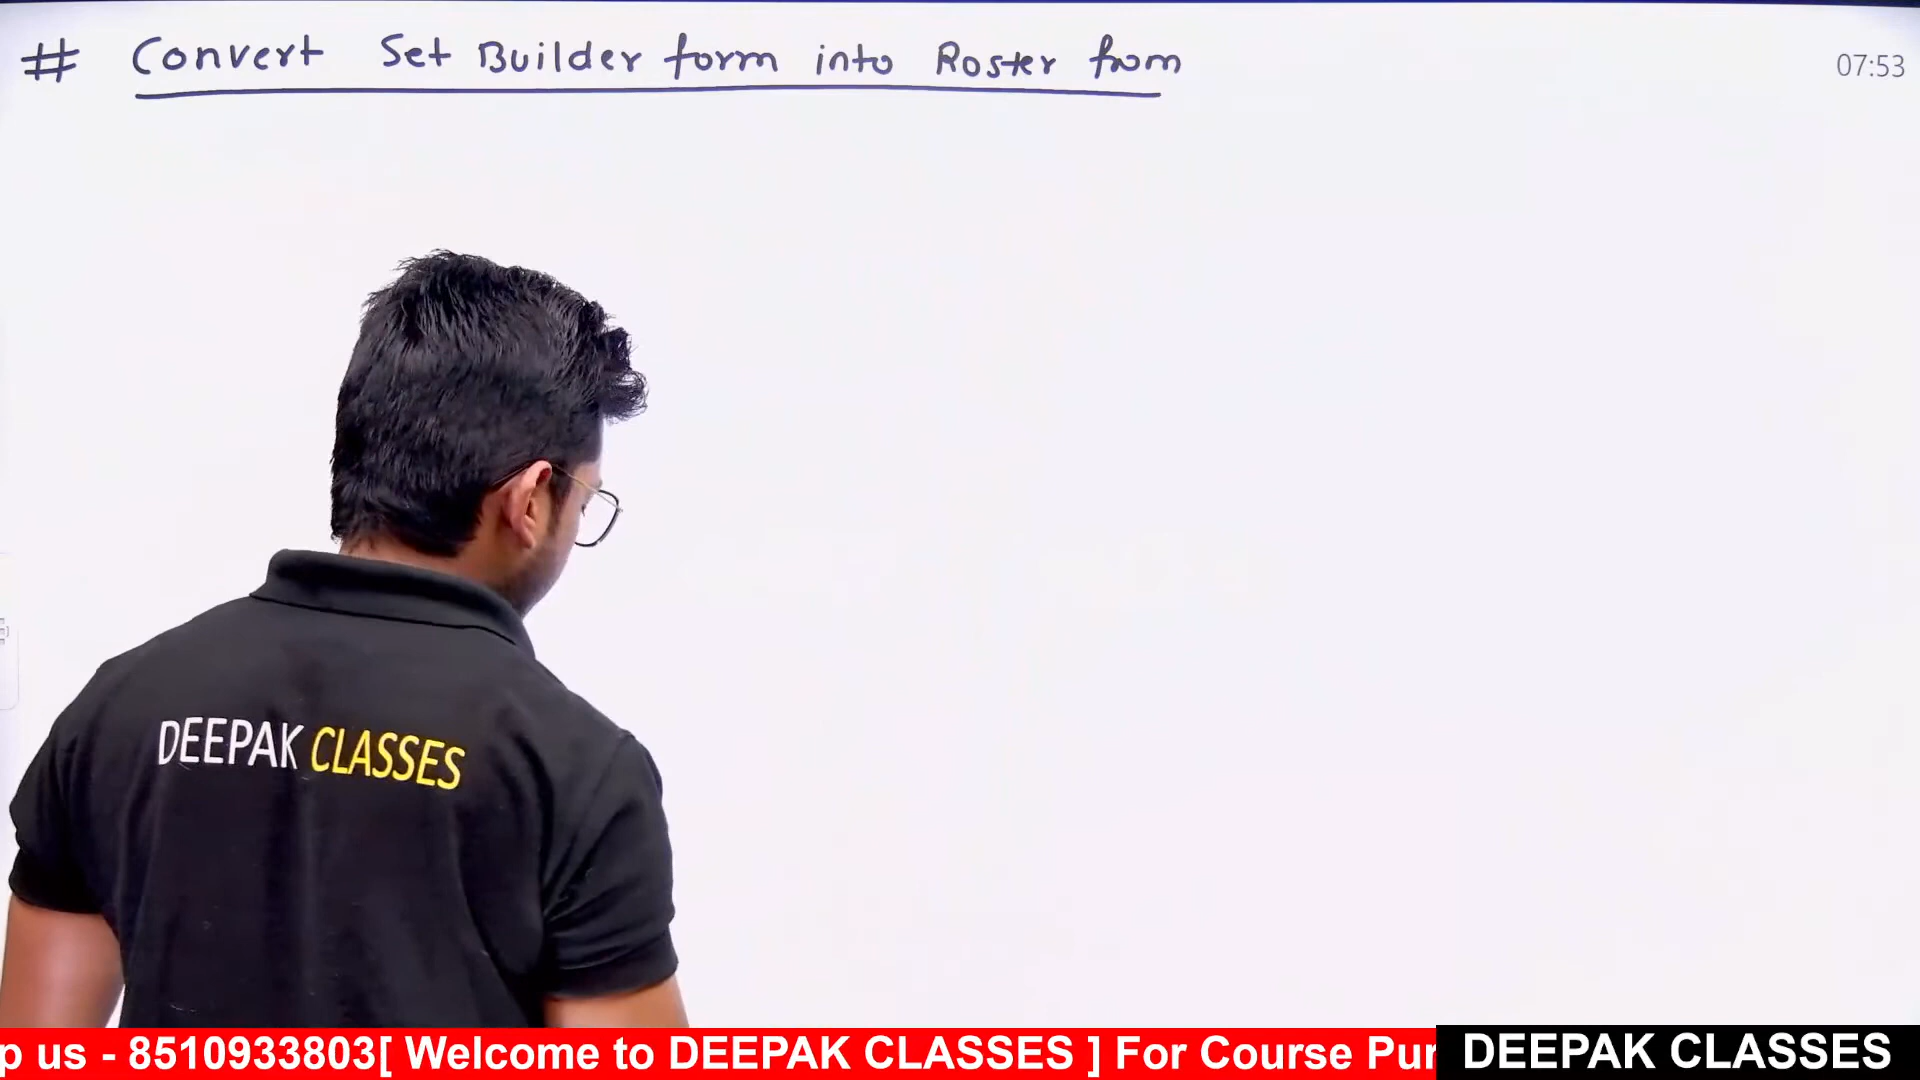 # Convert Set Builder form into Roster from
07:53
DEEPAK CLASSES
p us - 8510933803[ Welcome to DEEPAK CLASSES ] For Course Pur
DEEPAK CLASSES